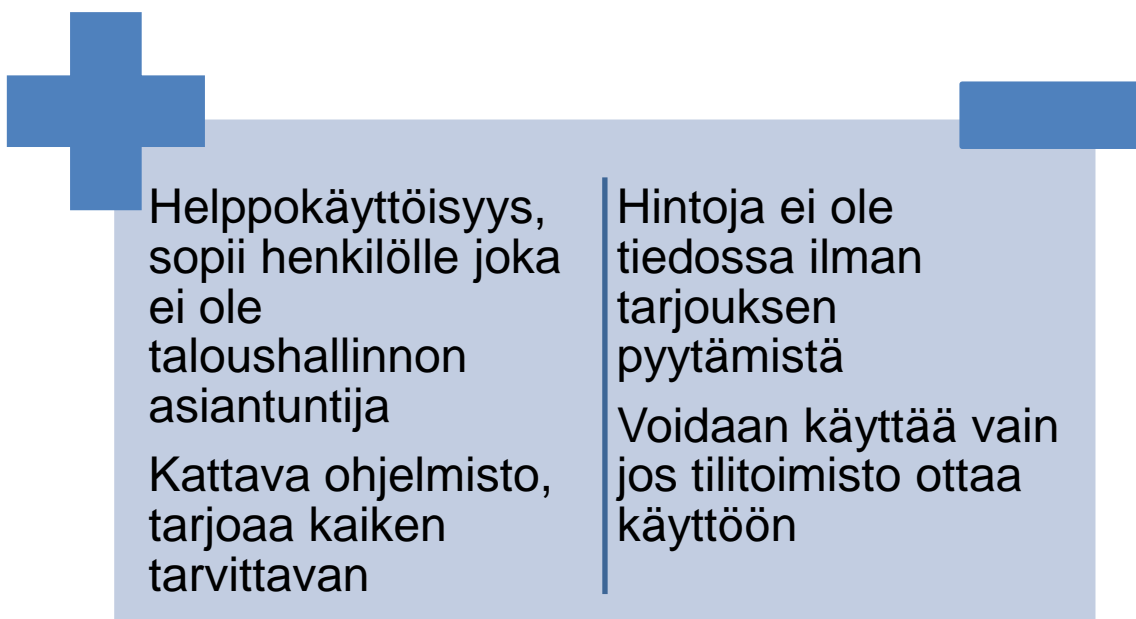 Helppokäyttöisyys,
sopii henkilölle joka
ei ole
taloushallinnon
asiantuntija
Kattava ohjelmisto,
tarjoaa kaiken
tarvittavan
Hintoja ei ole
tiedossa ilman
tarjouksen
pyytämistä
Voidaan käyttää vain
jos tilitoimisto ottaa
käyttöön